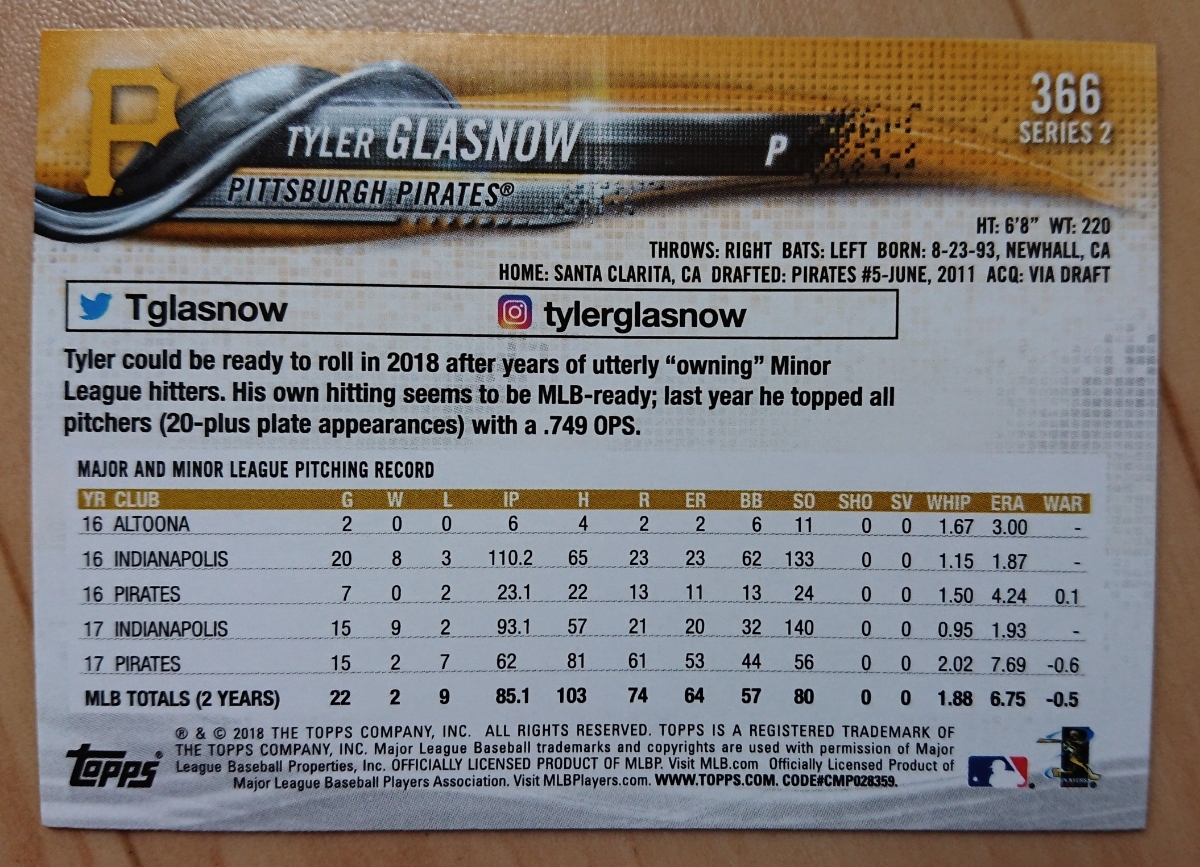 P
366
SERIES 2
TYLER GLASNOW P
PITTSBURGH PIRATES®
HT: 6'8" WT: 220
THROWS: RIGHT BATS: LEFT BORN: 8-23-93, NEWHALL, CA
HOME: SANTA CLARITA, CA DRAFTED: PIRATES #5-JUNE, 2011 ACQ: VIA DRAFT
Tglasnow tylerglasnow
Tyler could be ready to roll in 2018 after years of utterly “owning” Minor
League hitters. His own hitting seems to be MLB-ready; last year he topped all
pitchers (20-plus plate appearances) with a .749 OPS.
MAJOR AND MINOR LEAGUE PITCHING RECORD
YR CLUB G W L IP H R ER BB SO SHO SV WHIP ERA WAR
16 ALTOONA 2 0 0 6 4 2 2 6 11 0 0 1.67 3.00 -
16 INDIANAPOLIS 20 8 3 110.2 65 23 23 62 133 0 0 1.15 1.87 -
16 PIRATES 7 0 2 23.1 22 13 11 13 24 0 0 1.50 4.24 0.1
17 INDIANAPOLIS 15 9 2 93.1 57 21 20 32 140 0 0 0.95 1.93 -
17 PIRATES 15 2 7 62 81 61 53 44 56 0 0 2.02 7.69 -0.6
MLB TOTALS (2 YEARS) 22 2 9 85.1 103 74 64 57 80 0 0 1.88 6.75 -0.5
® & © 2018 THE TOPPS COMPANY, INC. ALL RIGHTS RESERVED. TOPPS IS A REGISTERED TRADEMARK OF
THE TOPPS COMPANY, INC. Major League Baseball trademarks and copyrights are used with permission of Major
League Baseball Properties, Inc. OFFICIALLY LICENSED PRODUCT OF MLBP. Visit MLB.com Officially Licensed Product of
Major League Baseball Players Association. Visit MLBPlayers.com. WWW.TOPPS.COM. CODE#CMP028359.
Topps®